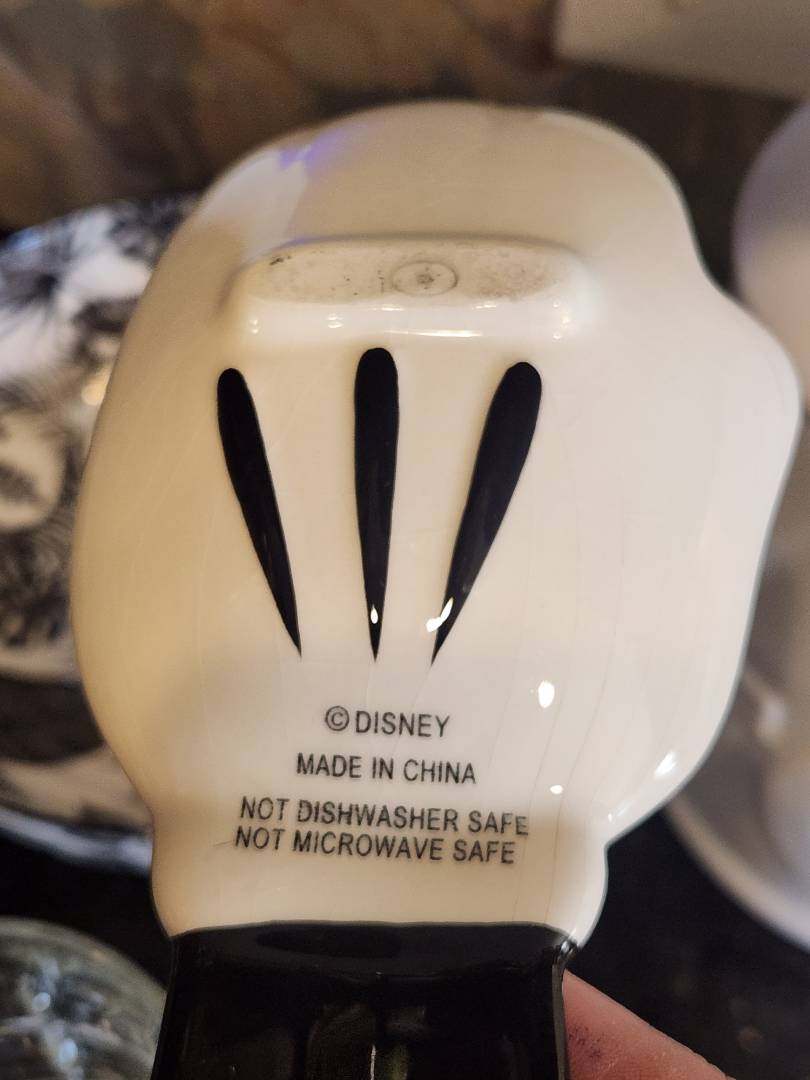 ©DISNEY
MADE IN CHINA
NOT DISHWASHER SAFE
NOT MICROWAVE SAFE